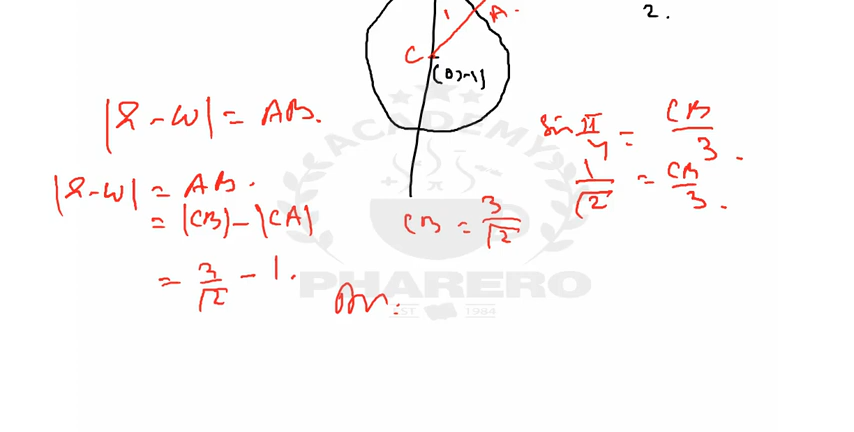 1 A.
2.
C
(0,-1)
|z-w| = AB.
sin π/4 = CB/3.
1/√2 = CB/3.
|z-w| = AB.
= |CB| - |CA|
CB = 3/√2
= 3/√2 - 1.
Ans.
ACADEMY
PHARERO
EST 1984